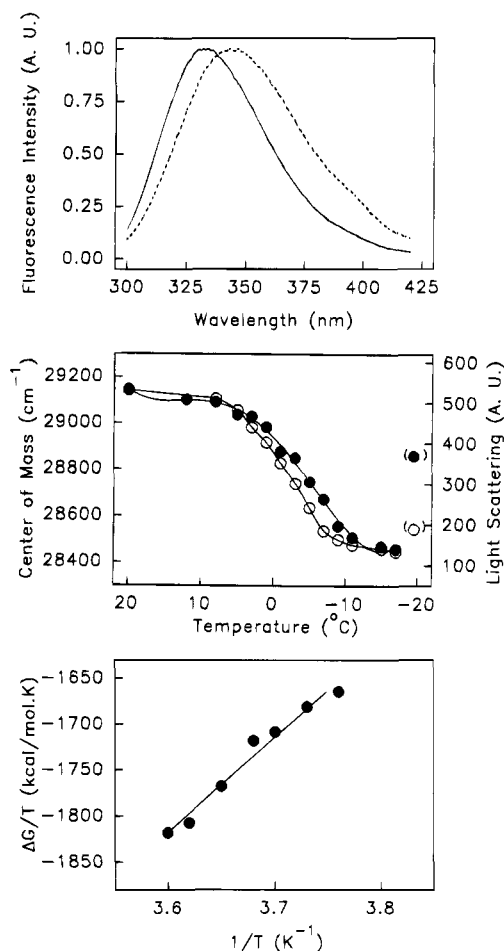 Fluorescence Intensity (A. U.)
1.00
0.75
0.50
0.25
0.00
300 325 350 375 400 425
Wavelength (nm)
Center of Mass (cm⁻¹)
29200
29000
28800
28600
28400
600
500
400
300
200
100
Light Scattering (A. U.)
(●)
(○)
20 10 0 -10 -20
Temperature (°C)
ΔG/T (kcal/mol.K)
-1650
-1700
-1750
-1800
-1850
3.6 3.7 3.8
1/T (K⁻¹)